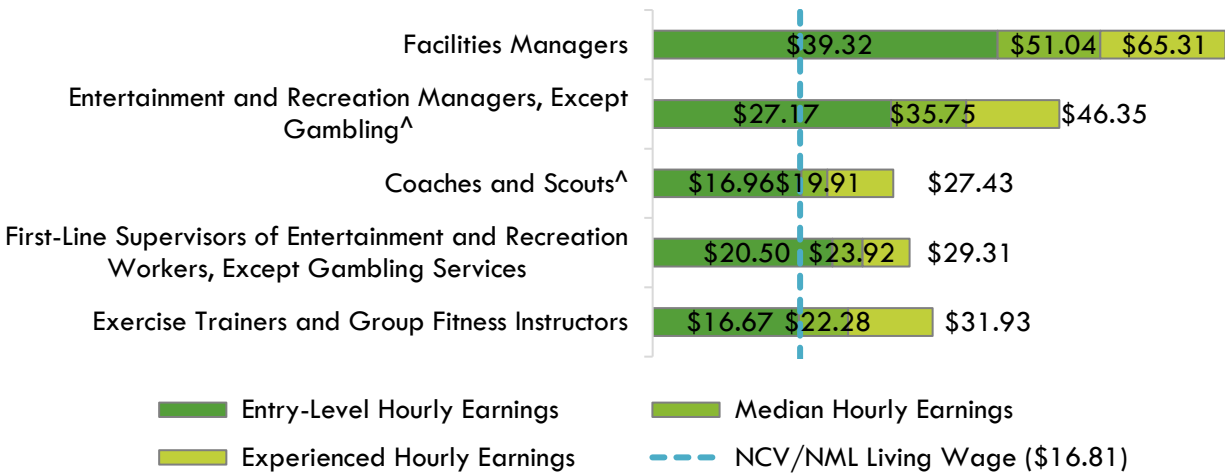 Facilities Managers
$39.32 $51.04 $65.31
Entertainment and Recreation Managers, Except
Gambling^
$27.17 $35.75 $46.35
Coaches and Scouts^
$16.96 $19.91 $27.43
First-Line Supervisors of Entertainment and Recreation
Workers, Except Gambling Services
$20.50 $23.92 $29.31
Exercise Trainers and Group Fitness Instructors
$16.67 $22.28 $31.93
Entry-Level Hourly Earnings
Median Hourly Earnings
Experienced Hourly Earnings
NCV/NML Living Wage ($16.81)